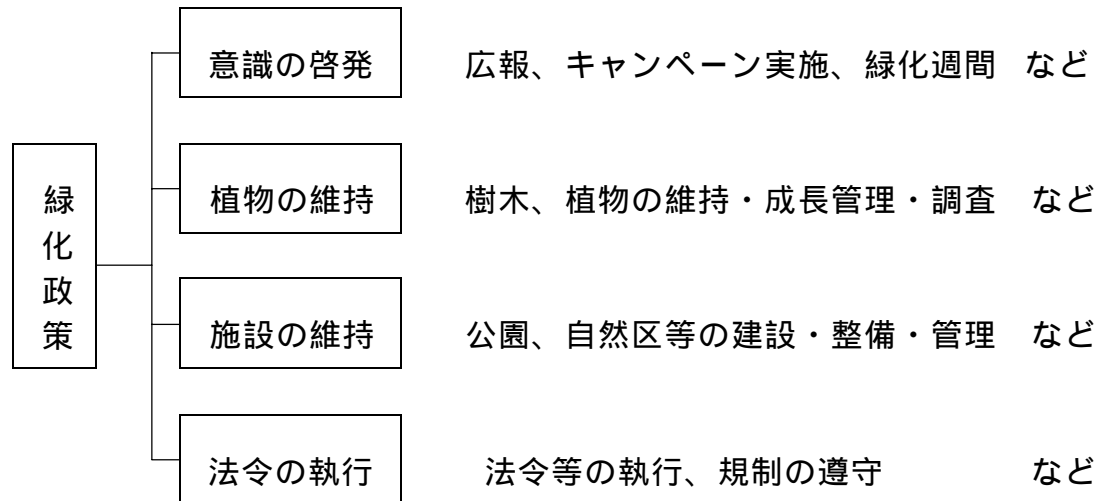 意識の啓発 広報、キャンペーン実施、緑化週間 など
緑化政策
植物の維持 樹木、植物の維持・成長管理・調査 など
施設の維持 公園、自然区等の建設・整備・管理 など
法令の執行 法令等の執行、規制の遵守 など